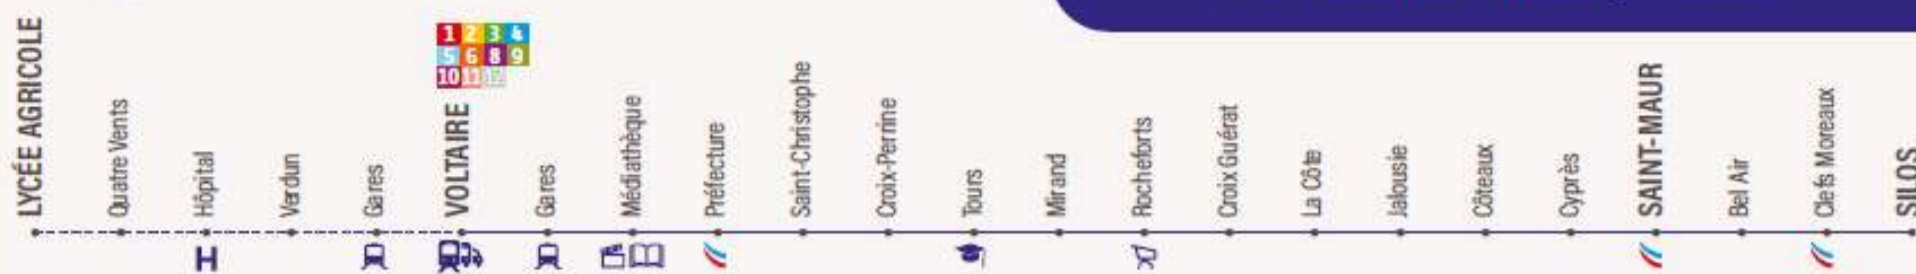 LYCÉE AGRICOLE
Quatre Vents
Hôpital
Verdun
Gares
VOLTAIRE
1 2 3 4
5 6 8 9
10 11 12
Gares
Médiathèque
Préfecture
Saint-Christophe
Croix-Perrine
Tours
Mirand
Rocheforts
Croix Guérat
La Côte
Jalousie
Côteaux
Cyprès
SAINT-MAUR
Bel Air
Clefs Moreaux
SILOS